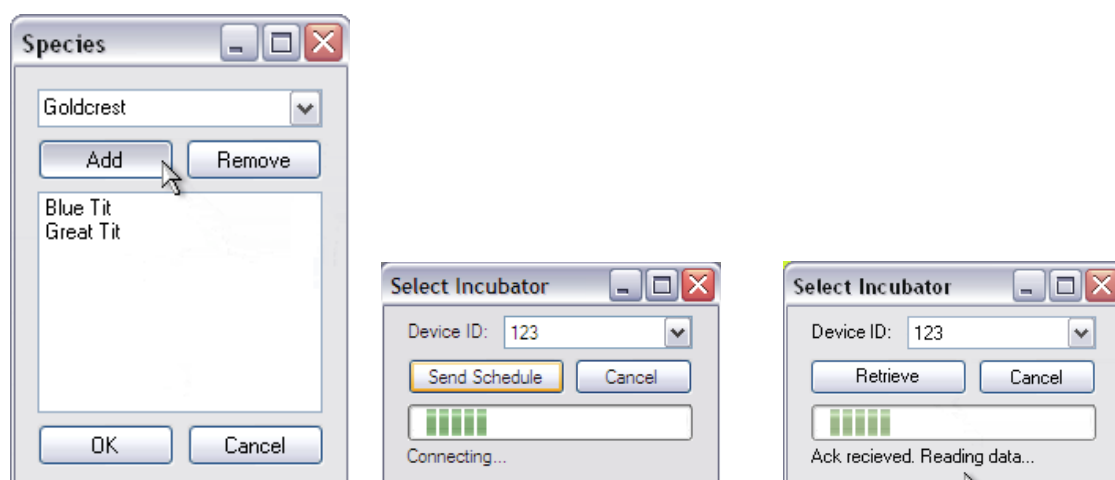 Species
Goldcrest
Add Remove
Blue Tit
Great Tit
OK Cancel
Select Incubator
Device ID: 123
Send Schedule Cancel
Connecting...
Select Incubator
Device ID: 123
Retrieve Cancel
Ack recieved. Reading data...